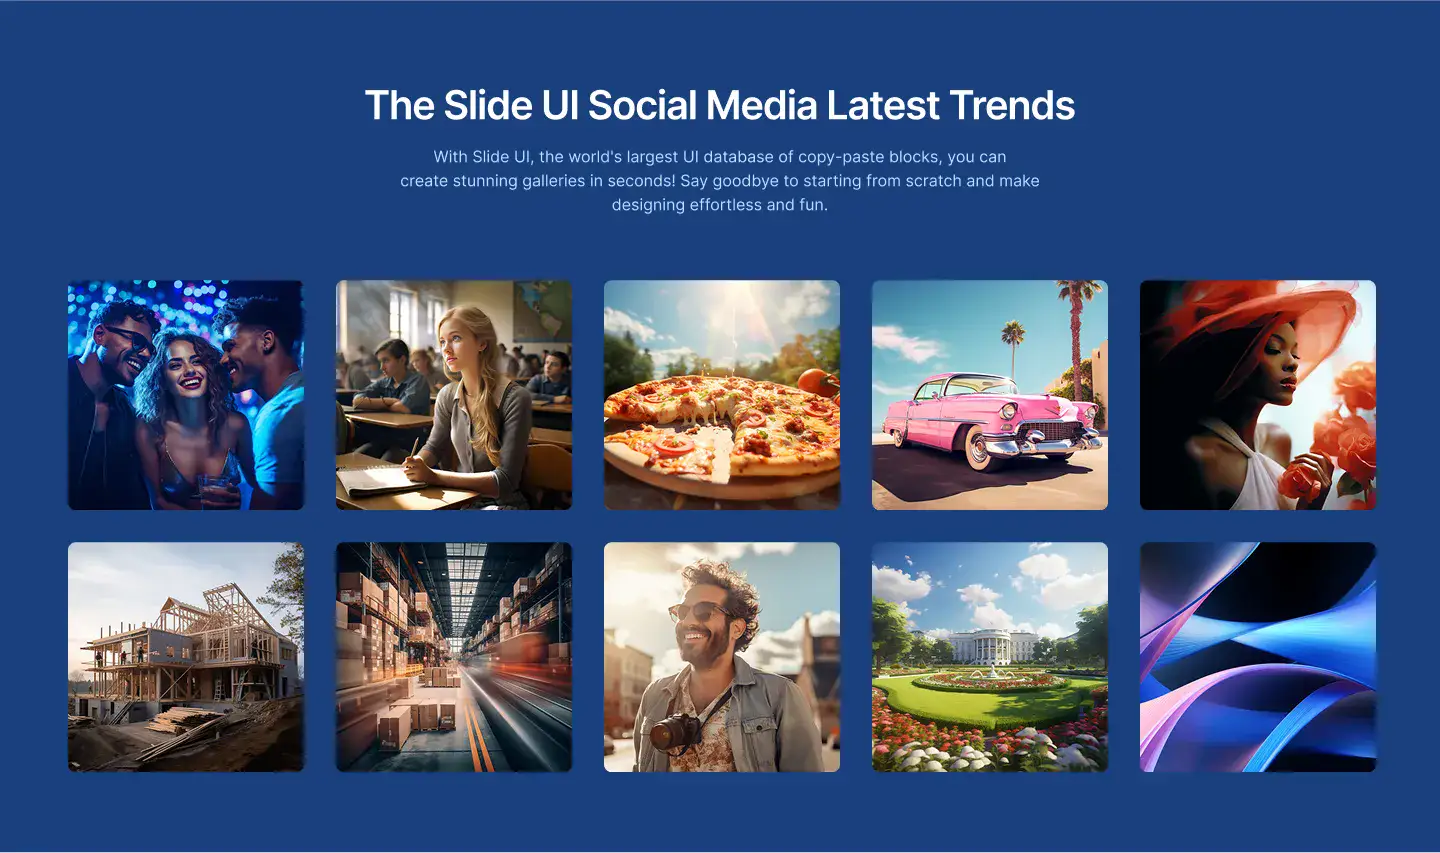 The Slide UI Social Media Latest Trends
With Slide UI, the world's largest UI database of copy-paste blocks, you can
create stunning galleries in seconds! Say goodbye to starting from scratch and make
designing effortless and fun.